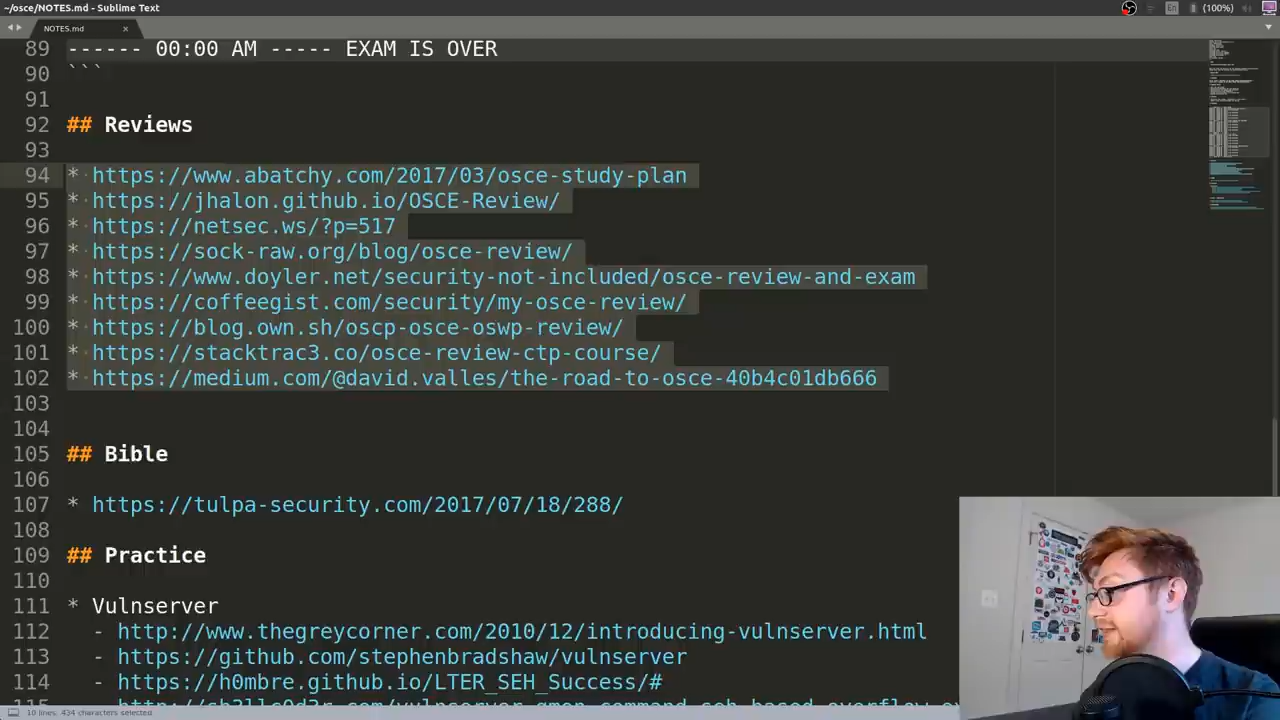 ~/osce/NOTES.md - Sublime Text
En
(100%)
NOTES.md
89 ------ 00:00 AM ----- EXAM IS OVER
90 ```
91
92 ## Reviews
93
94 * https://www.abatchy.com/2017/03/osce-study-plan
95 * https://jhalon.github.io/OSCE-Review/
96 * https://netsec.ws/?p=517
97 * https://sock-raw.org/blog/osce-review/
98 * https://www.doyler.net/security-not-included/osce-review-and-exam
99 * https://coffeegist.com/security/my-osce-review/
100 * https://blog.own.sh/oscp-osce-oswp-review/
101 * https://stacktrac3.co/osce-review-ctp-course/
102 * https://medium.com/@david.valles/the-road-to-osce-40b4c01db666
103
104
105 ## Bible
106
107 * https://tulpa-security.com/2017/07/18/288/
108
109 ## Practice
110
111 * Vulnserver
112 - http://www.thegreycorner.com/2010/12/introducing-vulnserver.html
113 - https://github.com/stephenbradshaw/vulnserver
114 - https://h0mbre.github.io/LTER_SEH_Success/#
10 lines, 434 characters selected